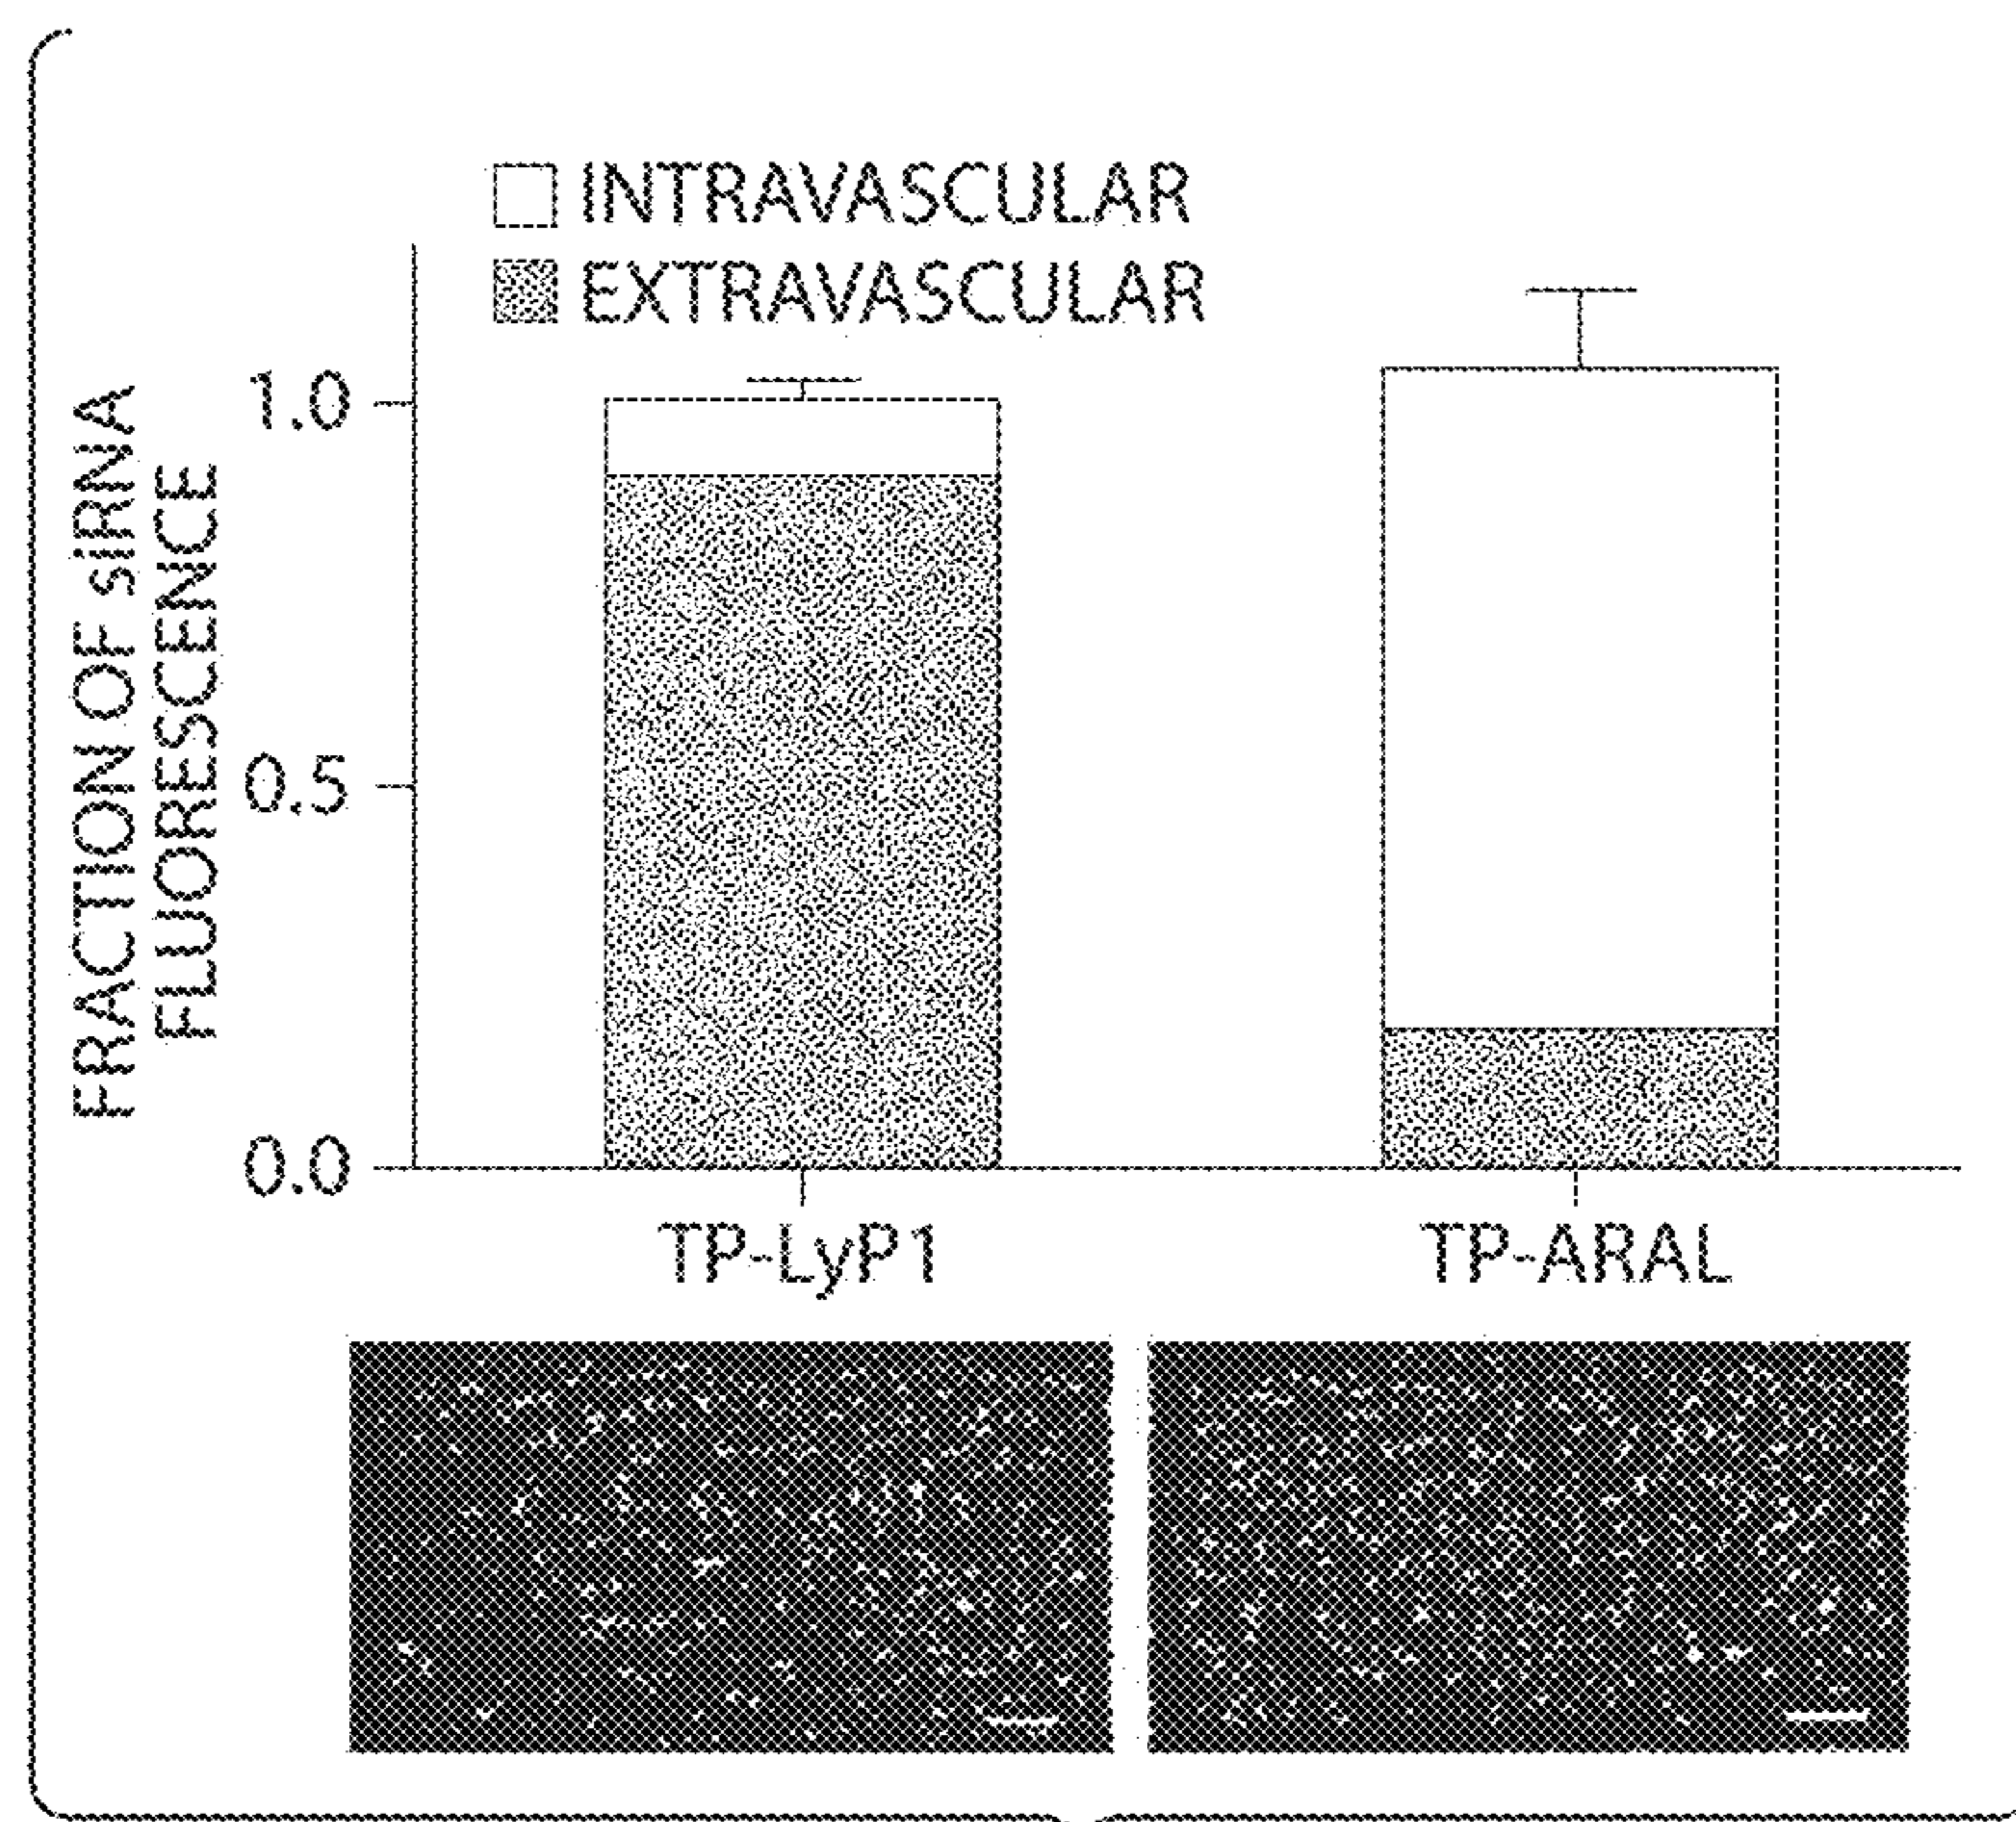 INTRAVASCULAR
EXTRAVASCULAR
FRACTION OF siRNA
FLUORESCENCE
1.0
0.5
0.0
TP-LyP1
TP-ARAL